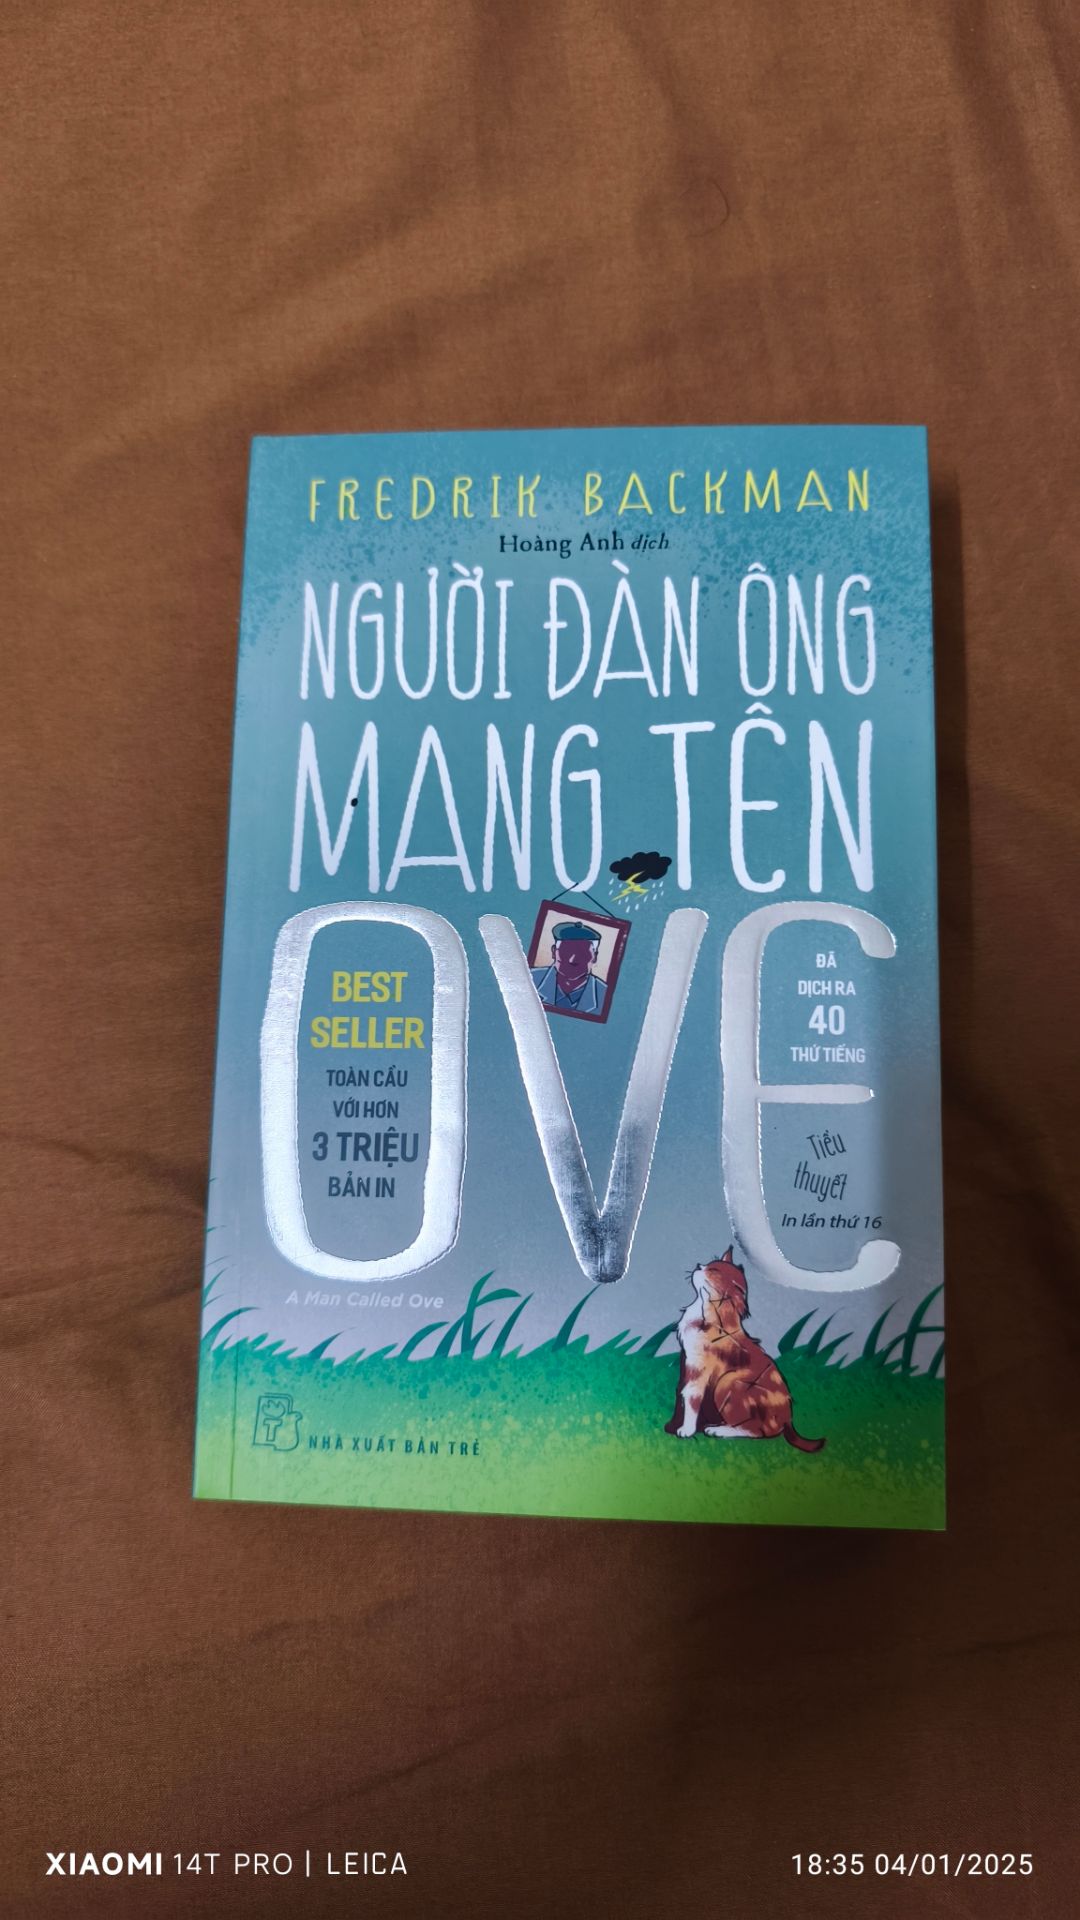 FREDRIK BACKMAN
Hoàng Anh dịch
NGƯỜI ĐÀN ÔNG
MANG TÊN
OVE
BEST
SELLER
TOÀN CẦU
VỚI HƠN
3 TRIỆU
BẢN IN
ĐÃ
DỊCH RA
40
THỨ TIẾNG
Tiểu
thuyết
In lần thứ 16
A Man Called Ove
NHÀ XUẤT BẢN TRẺ
XIAOMI 14T PRO | LEICA
18:35 04/01/2025